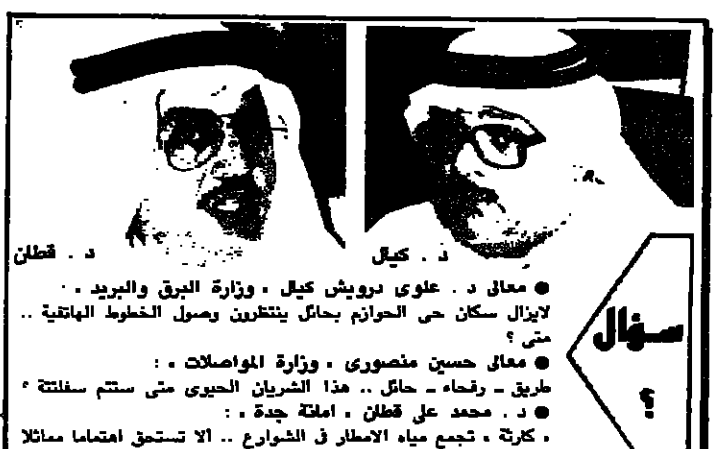 د . كيال
د . قطان
سؤال ؟
● معالى د . علوى درويش كيال ، وزارة البرق والبريد ، :
لايزال سكان حى الحوازم بحائل ينتظرون وصول الخطوط الهاتفية ..
متى ؟
● معالى حسين منصورى ، وزارة المواصلات ، :
طريق ـ رفحاء ـ حائل .. هذا الشريان الحيوى متى ستتم سفلتتة ؟
● د . محمد على قطان ، امانة جدة ، :
، كارثة ، تجمع مياه الامطار فى الشوارع .. الا تستحق اهتماما مماثلا